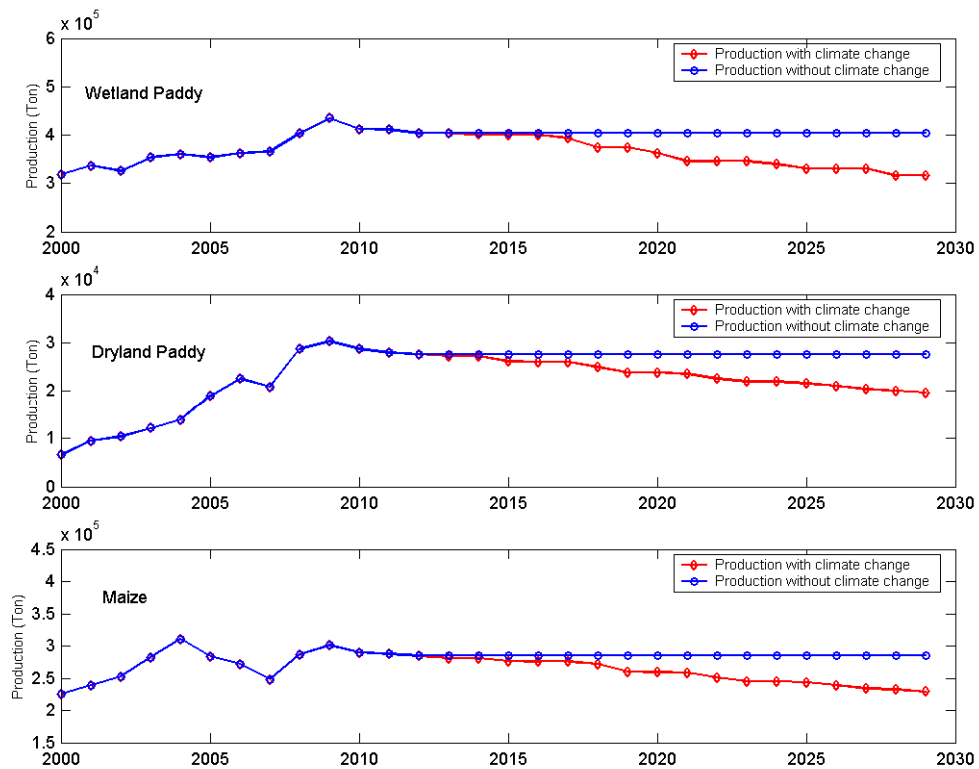 x 10^5
6
5
4
3
2
Production (Ton)
Wetland Paddy
Production with climate change
Production without climate change
2000 2005 2010 2015 2020 2025 2030
x 10^4
4
3
2
1
0
Production (Ton)
Dryland Paddy
Production with climate change
Production without climate change
2000 2005 2010 2015 2020 2025 2030
x 10^5
4.5
4
3.5
3
2.5
2
1.5
Production (Ton)
Maize
Production with climate change
Production without climate change
2000 2005 2010 2015 2020 2025 2030